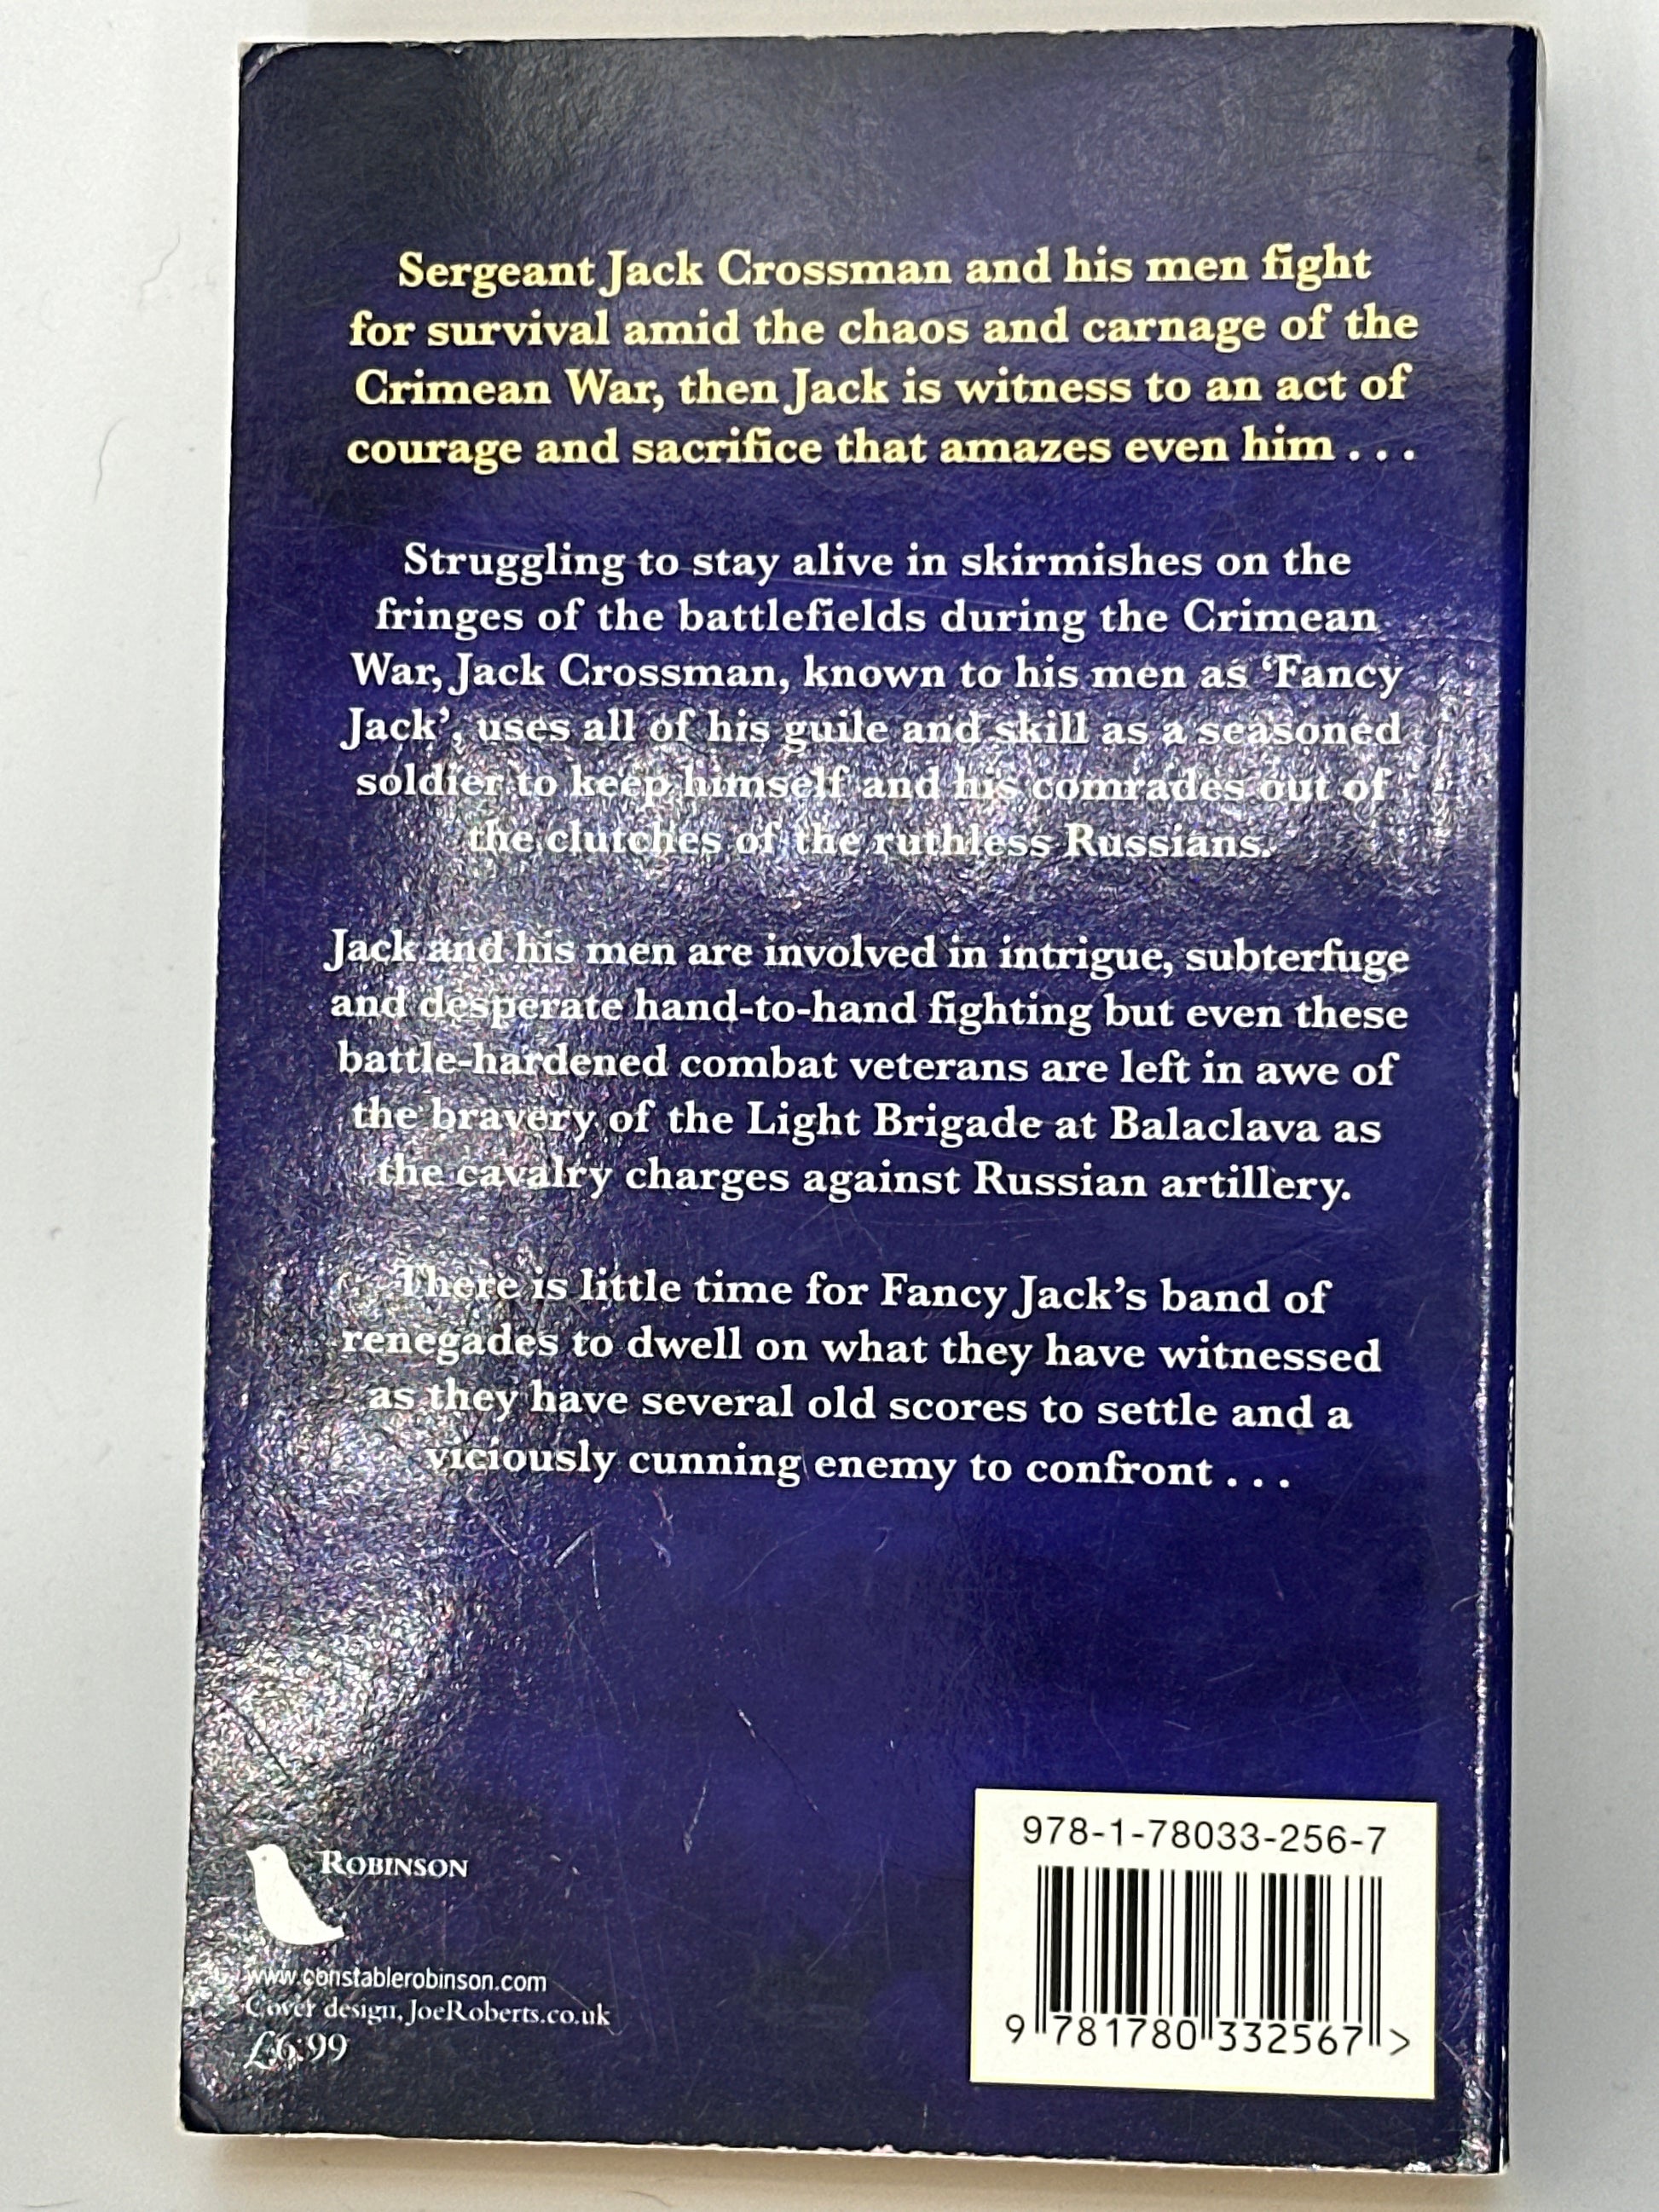 Sergeant Jack Crossman and his men fight
for survival amid the chaos and carnage of the
Crimean War, then Jack is witness to an act of
courage and sacrifice that amazes even him . . .
Struggling to stay alive in skirmishes on the
fringes of the battlefields during the Crimean
War, Jack Crossman, known to his men as ‘Fancy
Jack’, uses all of his guile and skill as a seasoned
soldier to keep himself and his comrades out of
the clutches of the ruthless Russians.
Jack and his men are involved in intrigue, subterfuge
and desperate hand-to-hand fighting but even these
battle-hardened combat veterans are left in awe of
the bravery of the Light Brigade at Balaclava as
the cavalry charges against Russian artillery.
There is little time for Fancy Jack’s band of
renegades to dwell on what they have witnessed
as they have several old scores to settle and a
viciously cunning enemy to confront . . .
ROBINSON
www.constablerobinson.com
Cover design, JoeRoberts.co.uk
£6.99
978-1-78033-256-7
9 781780 332567 >